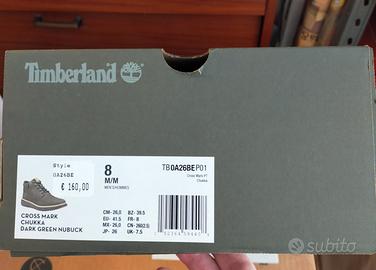 Timberland
Style
0A26BE
€ 160,00
8
M/M
MEN'S/HOMMES
TB0A26BEP01
Cross Mark PT
Chukka
CROSS MARK
CHUKKA
DARK GREEN NUBUCK
CM - 26,0 BZ - 39.5
EU - 41.5 FR - 8
MX - 26,0 CN - 260(2.5)
JP - 26 UK - 7.5
subito